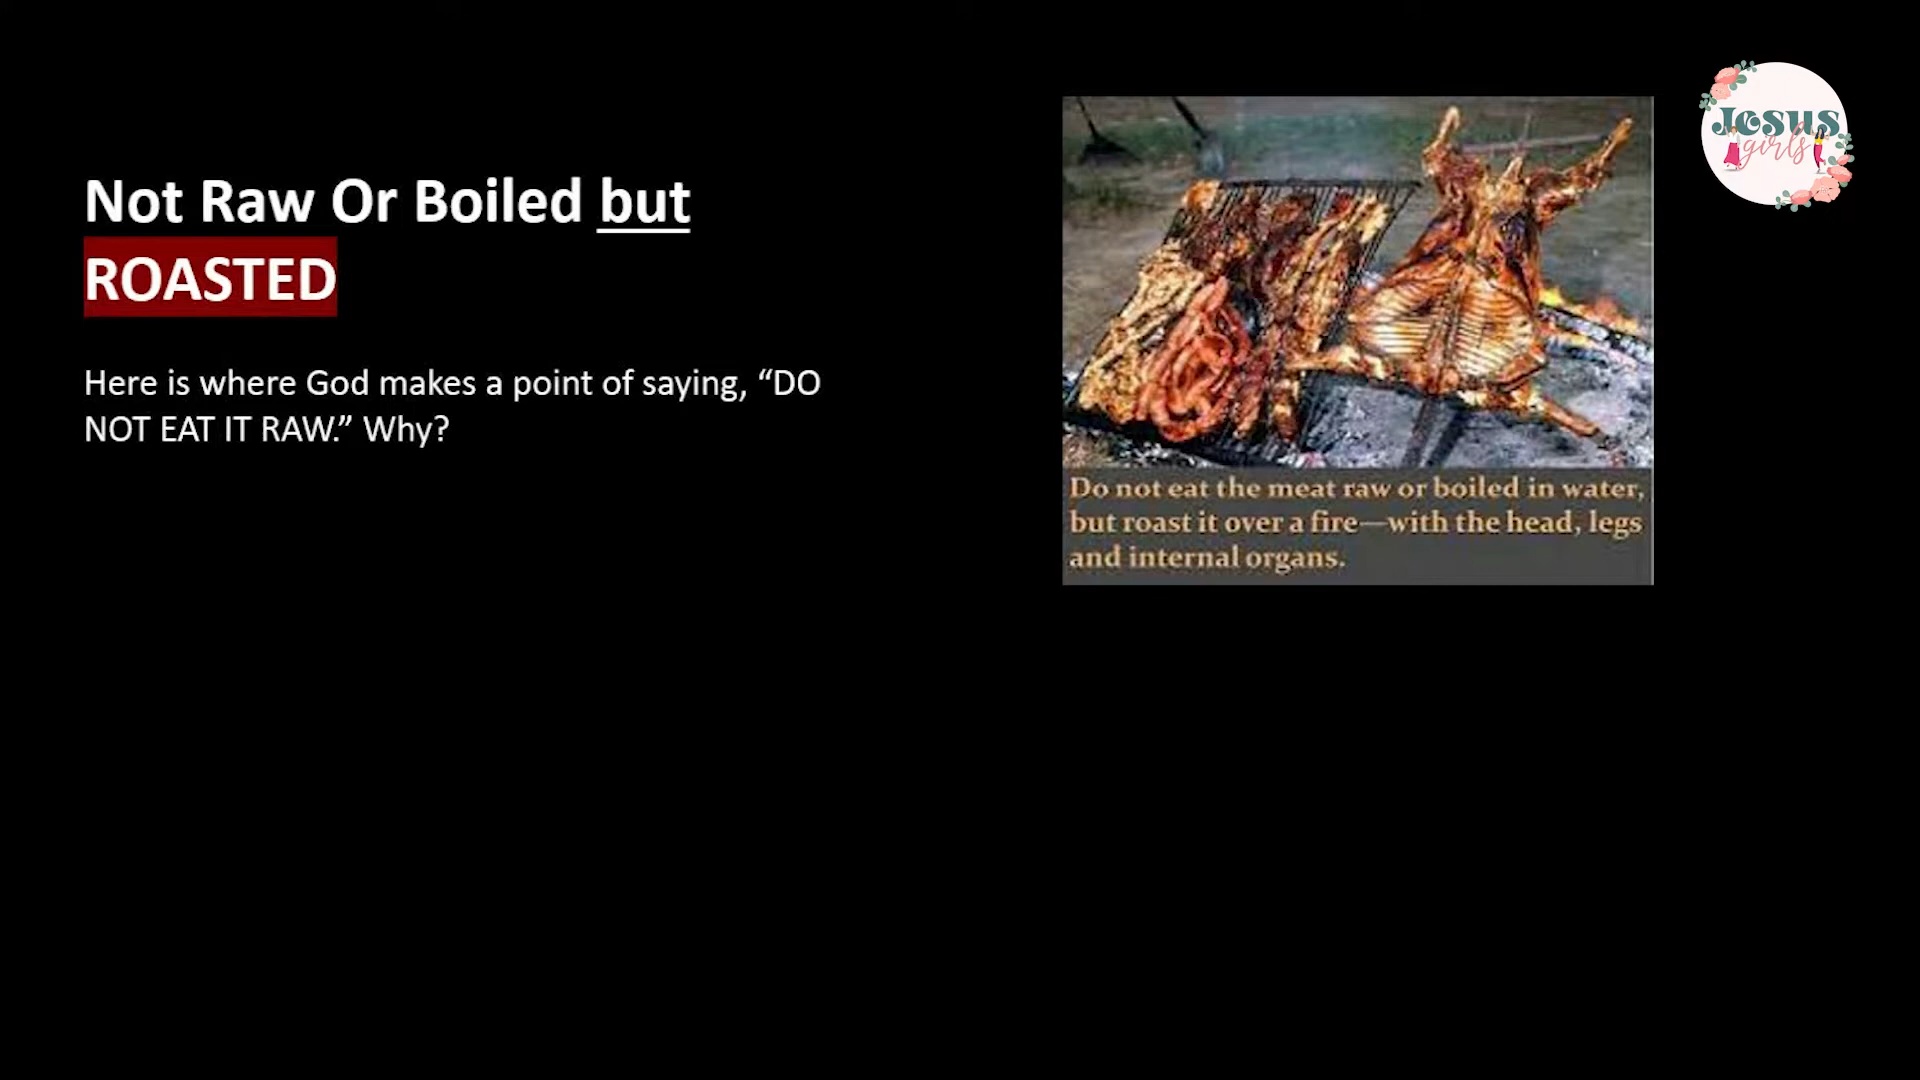 Not Raw Or Boiled but
ROASTED
Here is where God makes a point of saying, “DO
NOT EAT IT RAW.” Why?
Do not eat the meat raw or boiled in water,
but roast it over a fire—with the head, legs
and internal organs.
Jesus
girls